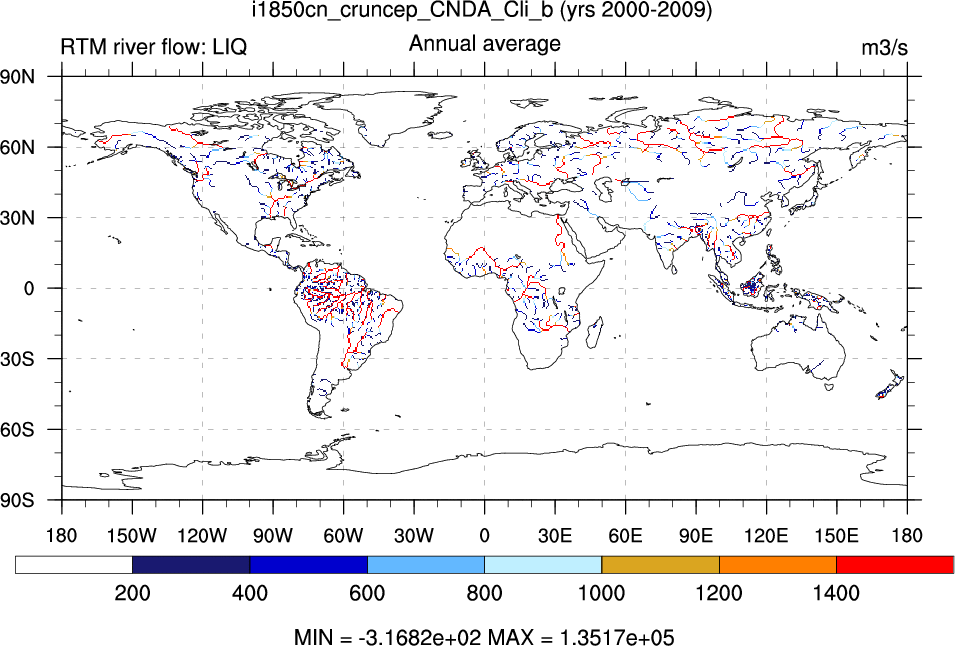 i1850cn_cruncep_CNDA_Cli_b (yrs 2000-2009)
RTM river flow: LIQ Annual average m3/s
90N
60N
30N
0
30S
60S
90S
180 150W 120W 90W 60W 30W 0 30E 60E 90E 120E 150E 180
200 400 600 800 1000 1200 1400
MIN = -3.1682e+02 MAX = 1.3517e+05